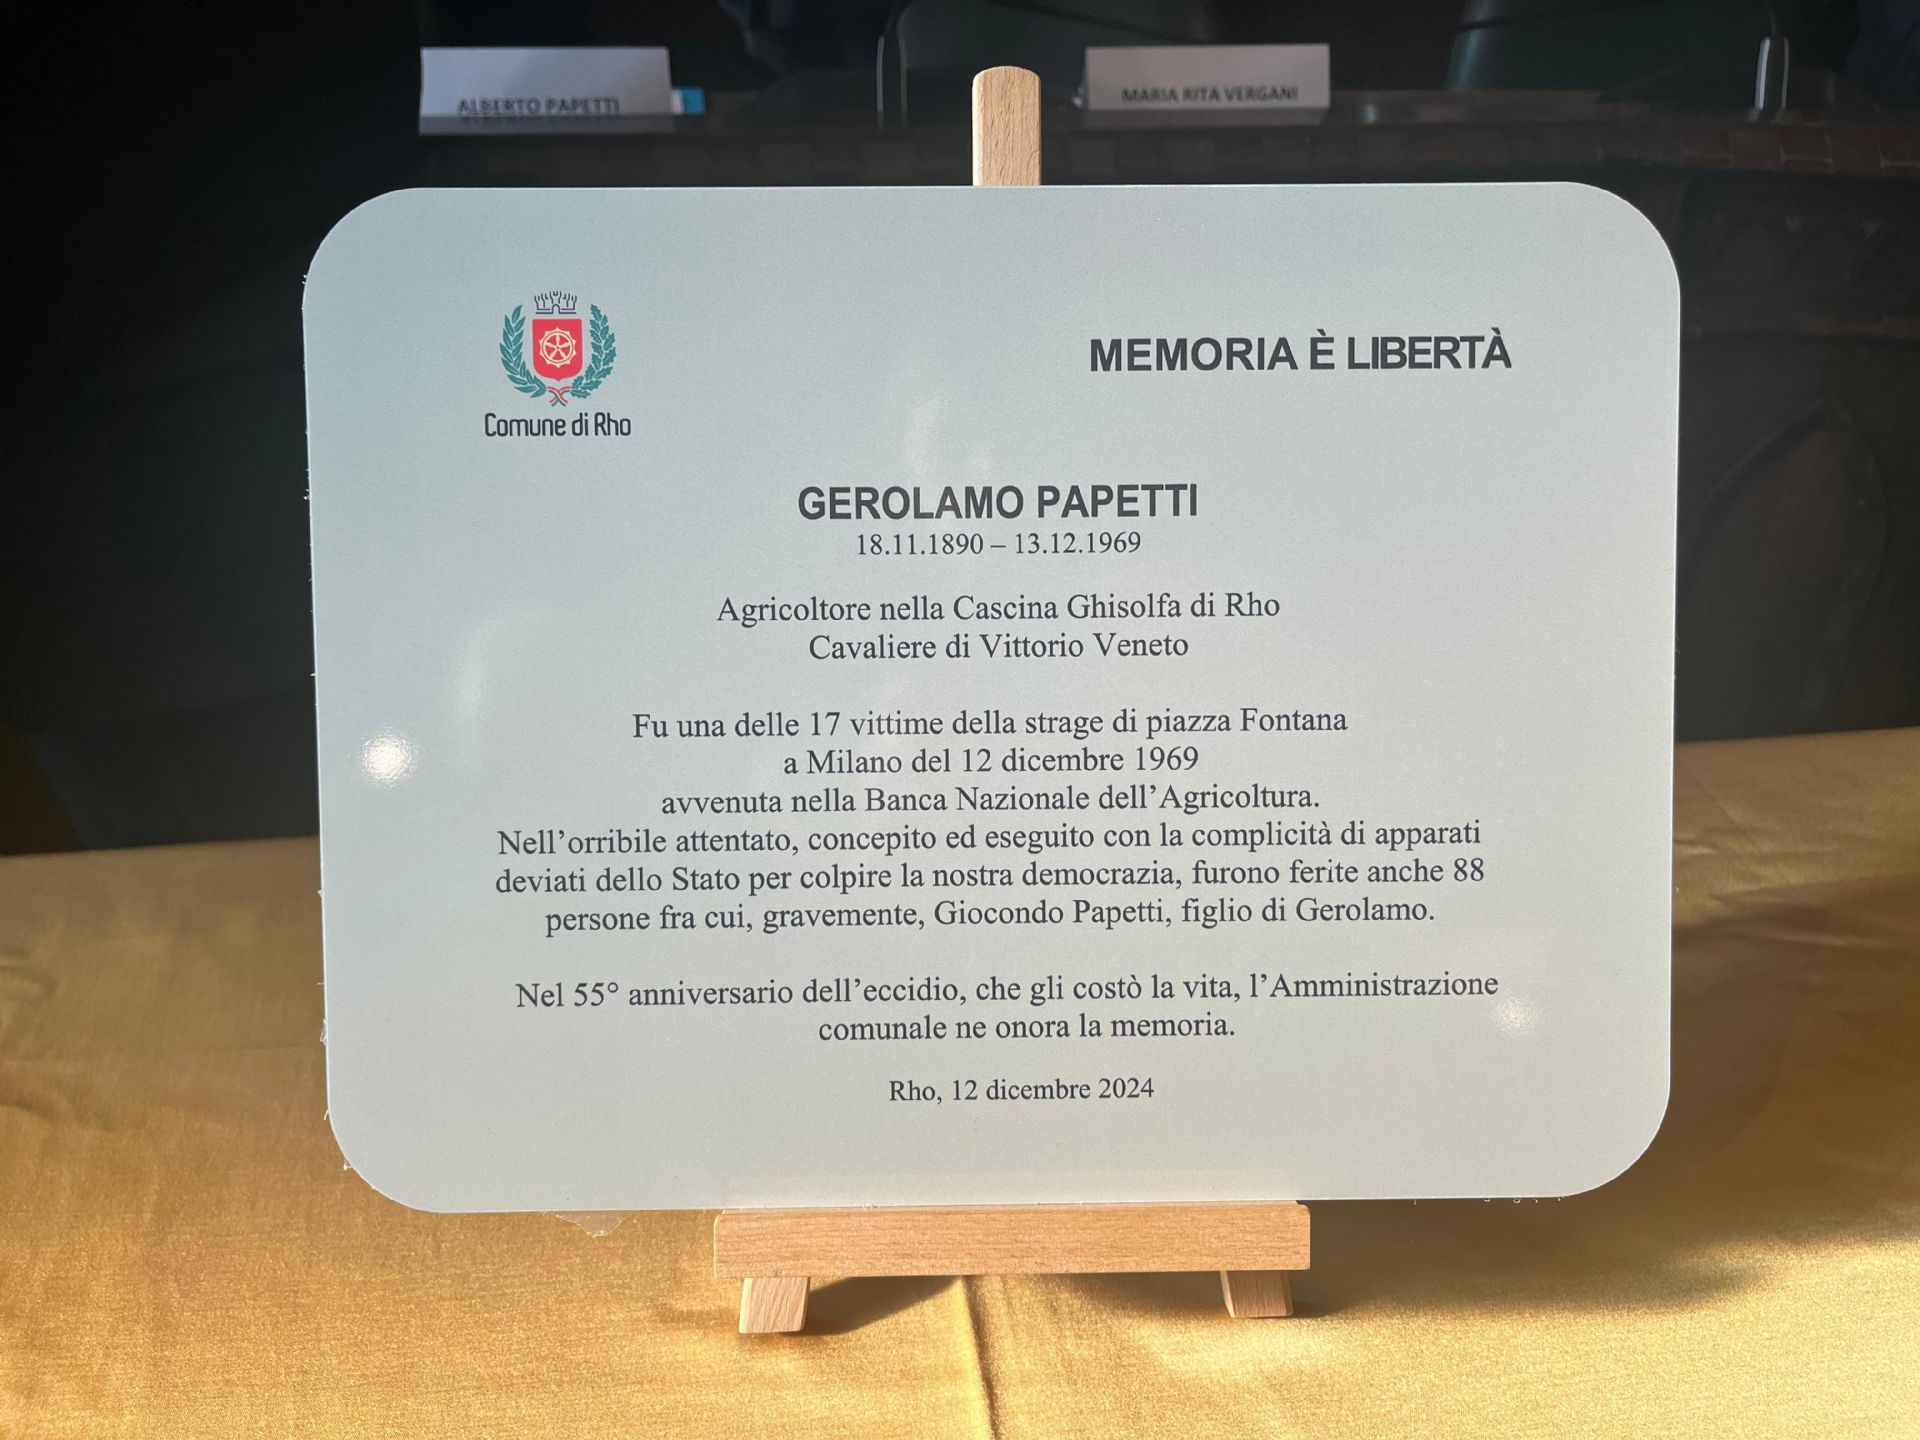 ALBERTO PAPETTI
MARIA RITA VERGANI
Comune di Rho
MEMORIA È LIBERTÀ
GEROLAMO PAPETTI
18.11.1890 – 13.12.1969
Agricoltore nella Cascina Ghisolfa di Rho
Cavaliere di Vittorio Veneto
Fu una delle 17 vittime della strage di piazza Fontana
a Milano del 12 dicembre 1969
avvenuta nella Banca Nazionale dell’Agricoltura.
Nell’orribile attentato, concepito ed eseguito con la complicità di apparati
deviati dello Stato per colpire la nostra democrazia, furono ferite anche 88
persone fra cui, gravemente, Giocondo Papetti, figlio di Gerolamo.
Nel 55° anniversario dell’eccidio, che gli costò la vita, l’Amministrazione
comunale ne onora la memoria.
Rho, 12 dicembre 2024